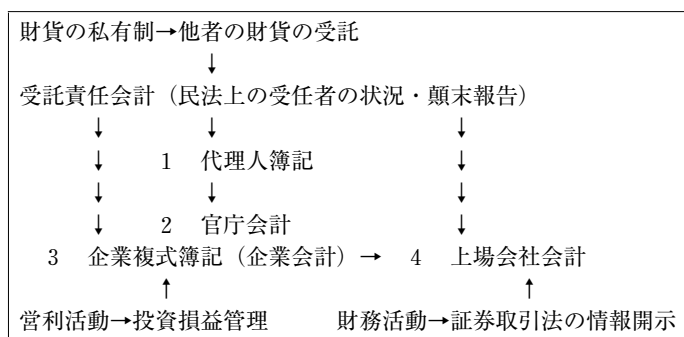 財貨の私有制→他者の財貨の受託
↓
受託責任会計（民法上の受任者の状況・顛末報告）
↓ ↓ ↓
↓ 1 代理人簿記 ↓
↓ ↓ ↓
↓ 2 官庁会計 ↓
3 企業複式簿記（企業会計）→ 4 上場会社会計
↑ ↑
営利活動→投資損益管理 財務活動→証券取引法の情報開示